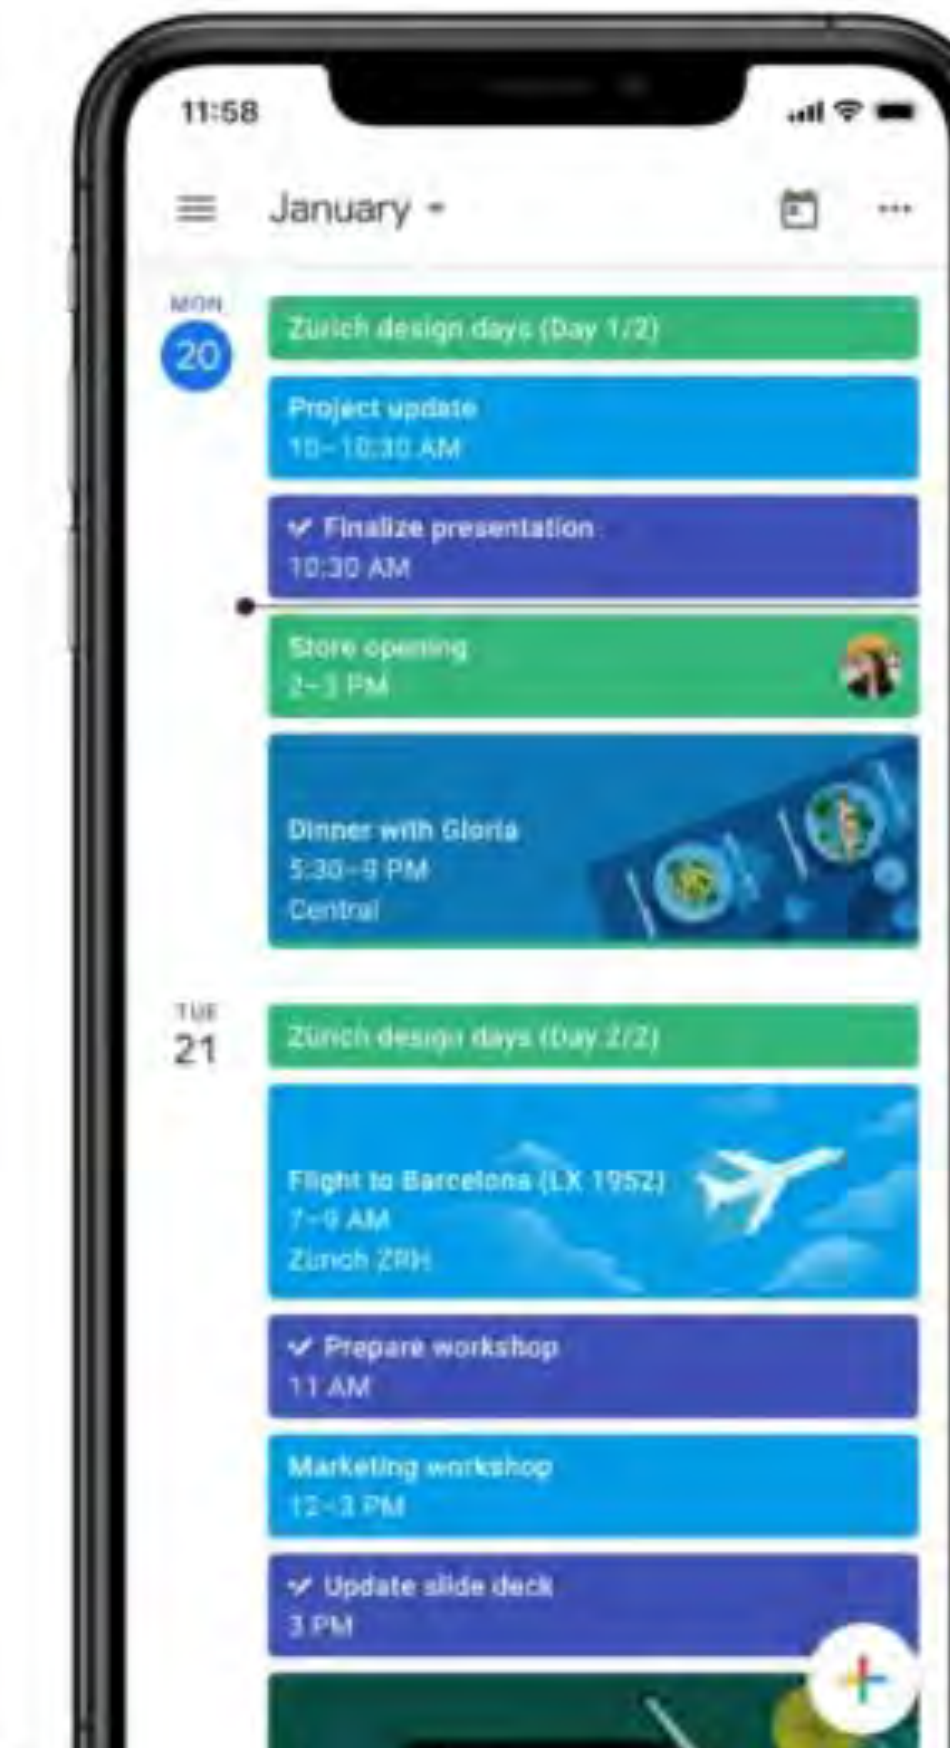 11:58
January
MON
20
Zürich design days (Day 1/2)
Project update
10–10:30 AM
Finalize presentation
10:30 AM
Store opening
2–3 PM
Dinner with Gloria
5:30–9 PM
Central
TUE
21
Zürich design days (Day 2/2)
Flight to Barcelona (LX 1952)
7–9 AM
Zürich ZRH
Prepare workshop
11 AM
Marketing workshop
12–3 PM
Update slide deck
3 PM